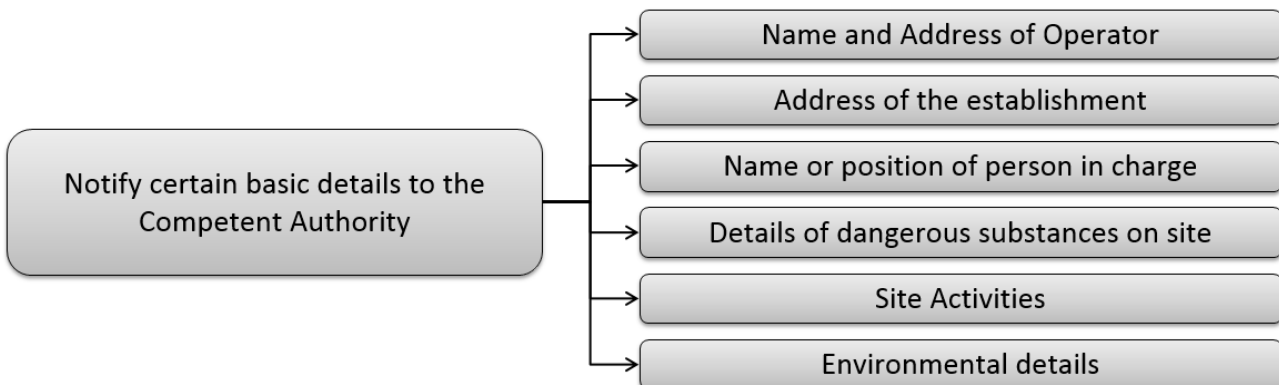 Notify certain basic details to the
Competent Authority
Name and Address of Operator
Address of the establishment
Name or position of person in charge
Details of dangerous substances on site
Site Activities
Environmental details